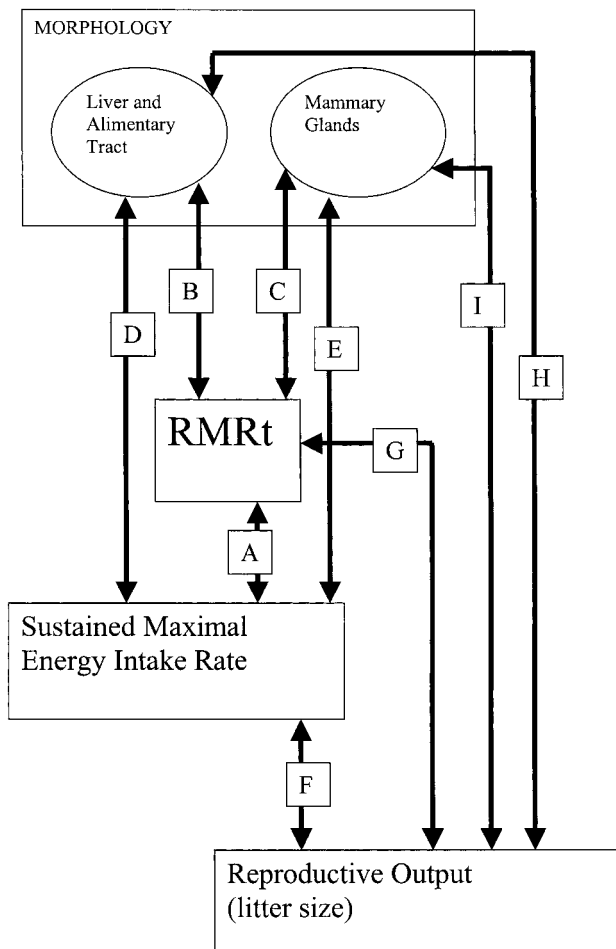 MORPHOLOGY
Liver and
Alimentary
Tract
Mammary
Glands
B
C
I
D
E
H
RMRt
G
A
Sustained Maximal
Energy Intake Rate
F
Reproductive Output
(litter size)